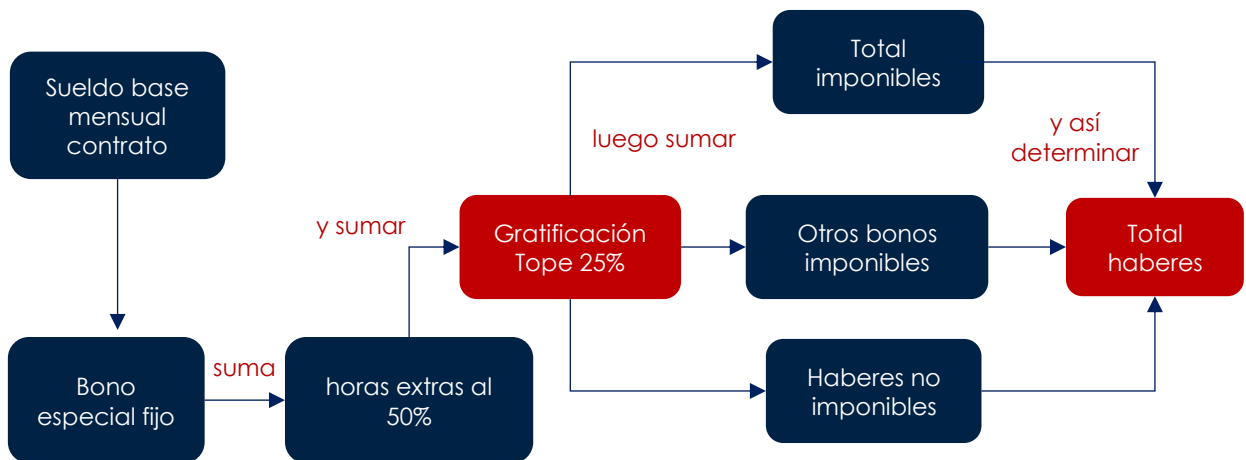 Sueldo base
mensual
contrato
Bono
especial fijo
suma
horas extras al
50%
y sumar
Gratificación
Tope 25%
luego sumar
Total
imponibles
Otros bonos
imponibles
Haberes no
imponibles
y así
determinar
Total
haberes